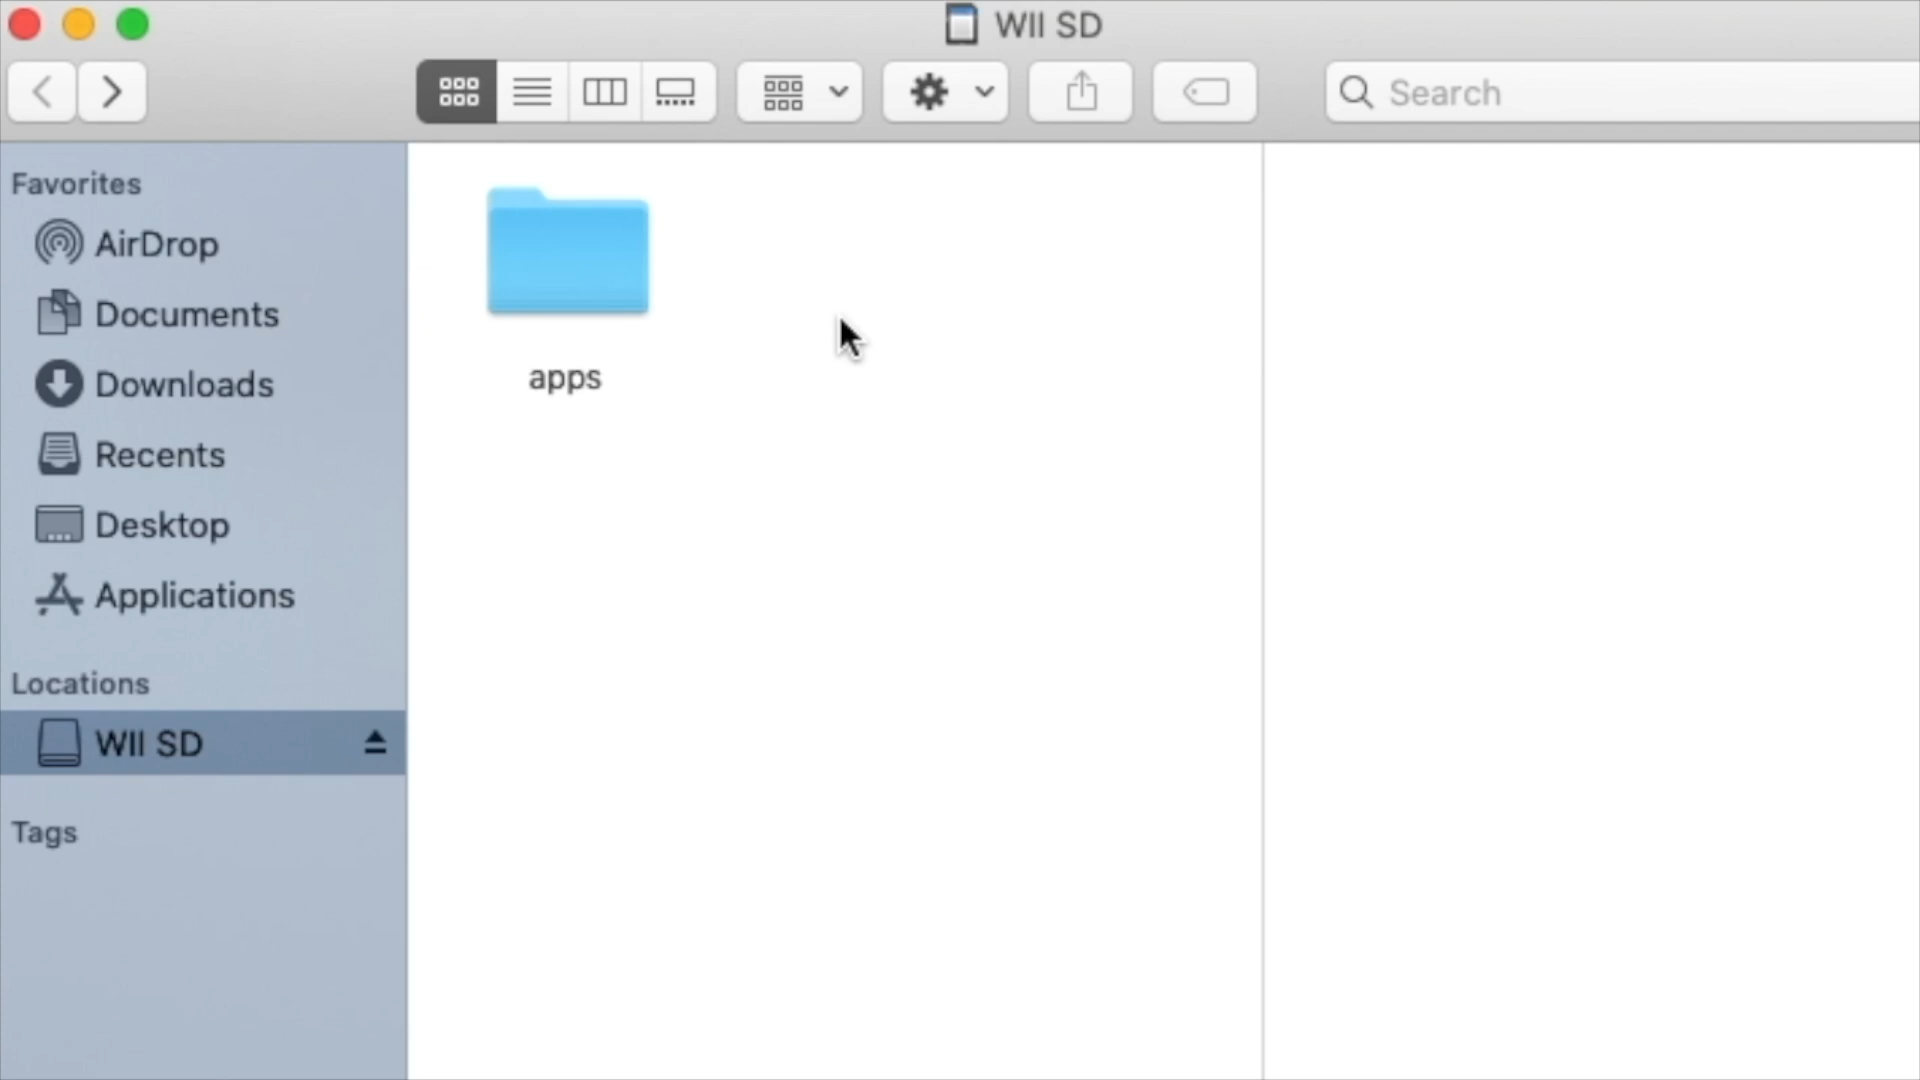 WII SD
Search
Favorites
AirDrop
Documents
Downloads
Recents
Desktop
Applications
Locations
WII SD
Tags
apps